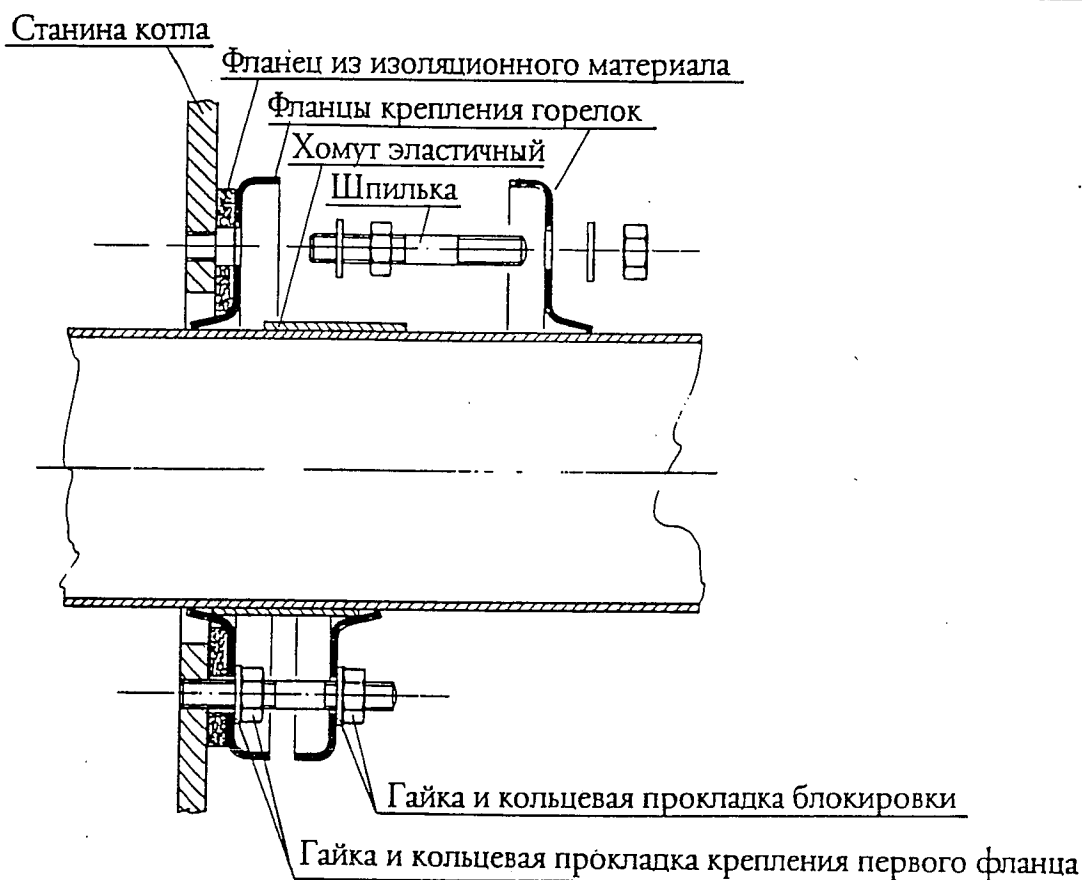 Станина котла
Фланец из изоляционного материала
Фланцы крепления горелок
Хомут эластичный
Шпилька
Гайка и кольцевая прокладка блокировки
Гайка и кольцевая прокладка крепления первого фланца